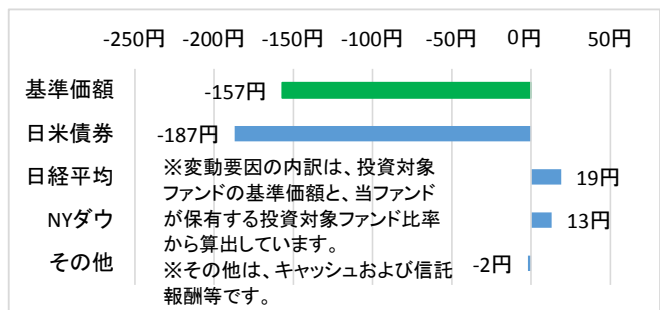 -250円 -200円 -150円 -100円 -50円 0円 50円
基準価額 -157円
日米債券 -187円
日経平均 19円
NYダウ 13円
その他 -2円
※変動要因の内訳は、投資対象
ファンドの基準価額と、当ファンド
が保有する投資対象ファンド比率
から算出しています。
※その他は、キャッシュおよび信託
報酬等です。